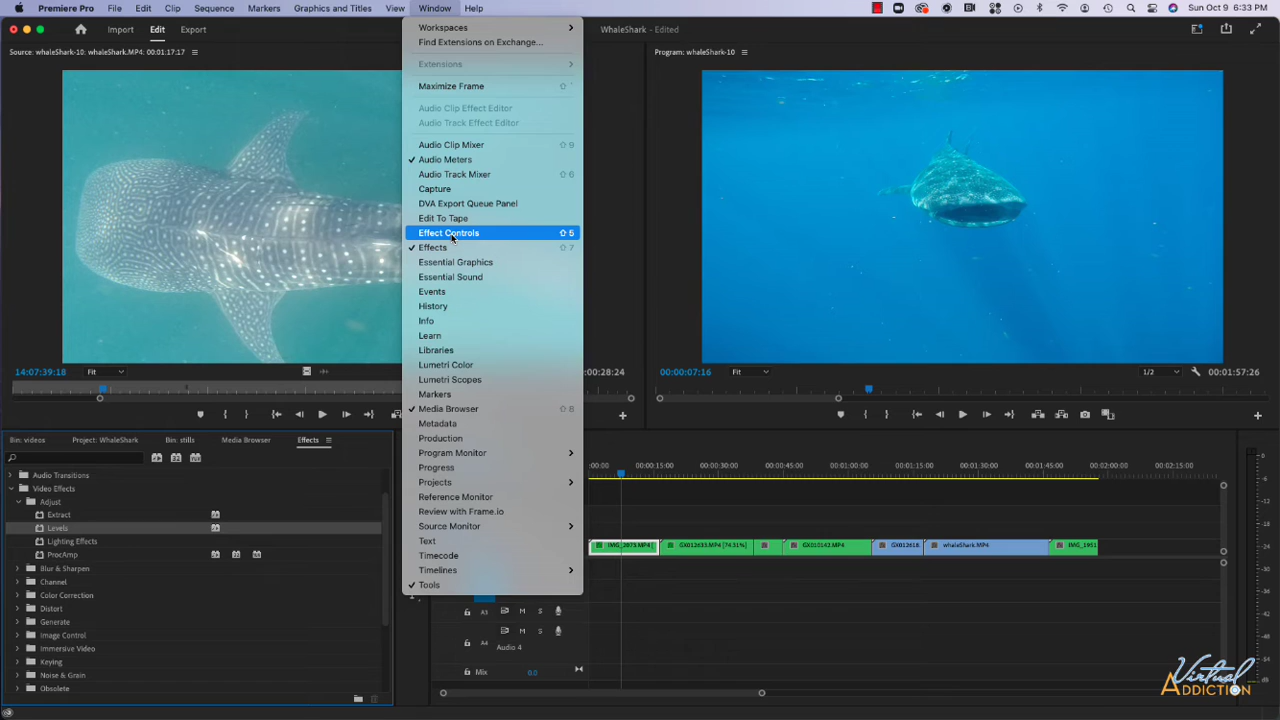 Premiere Pro File Edit Clip Sequence Markers Graphics and Titles View Window Help Sun Oct 9 6:33 PM
Import Edit Export WhaleShark - Edited
Source: whaleShark-10: whaleShark.MP4: 00:01:17:17
Program: whaleShark-10
Workspaces
Find Extensions on Exchange...
Extensions
Maximize Frame
Audio Clip Effect Editor
Audio Track Effect Editor
Audio Clip Mixer ⇧ 9
Audio Meters
Audio Track Mixer ⇧ 6
Capture
DVA Export Queue Panel
Edit To Tape
Effect Controls ⇧ 5
Effects ⇧ 7
Essential Graphics
Essential Sound
Events
History
Info
Learn
Libraries
Lumetri Color
Lumetri Scopes
Markers
Media Browser ⇧ 8
Metadata
Production
Program Monitor
Progress
Projects
Reference Monitor
Review with Frame.io
Source Monitor
Text
Timecode
Timelines
Tools
14:07:39:18 Fit 00:28:24
00:00:07:16 Fit 1/2 00:01:57:26
Bin: videos Project: WhaleShark Bin: stills Media Browser Effects
Audio Transitions
Video Effects
Adjust
Extract
Levels
Lighting Effects
ProcAmp
Blur & Sharpen
Channel
Color Correction
Distort
Generate
Image Control
Immersive Video
Keying
Noise & Grain
Obsolete
:00:00 00:00:15:00 00:00:30:00 00:00:45:00 00:01:00:00 00:01:15:00 00:01:30:00 00:01:45:00 00:02:00:00 00:02:15:00
IMG_2073.MP4 [ GX012633.MP4 [74.51%] GX015142.MP4 GX012618. whaleShark.MP4 IMG_1951
A3 M S
A4 M S
Audio 4
Mix 0.0
0
Virtual
Addiction